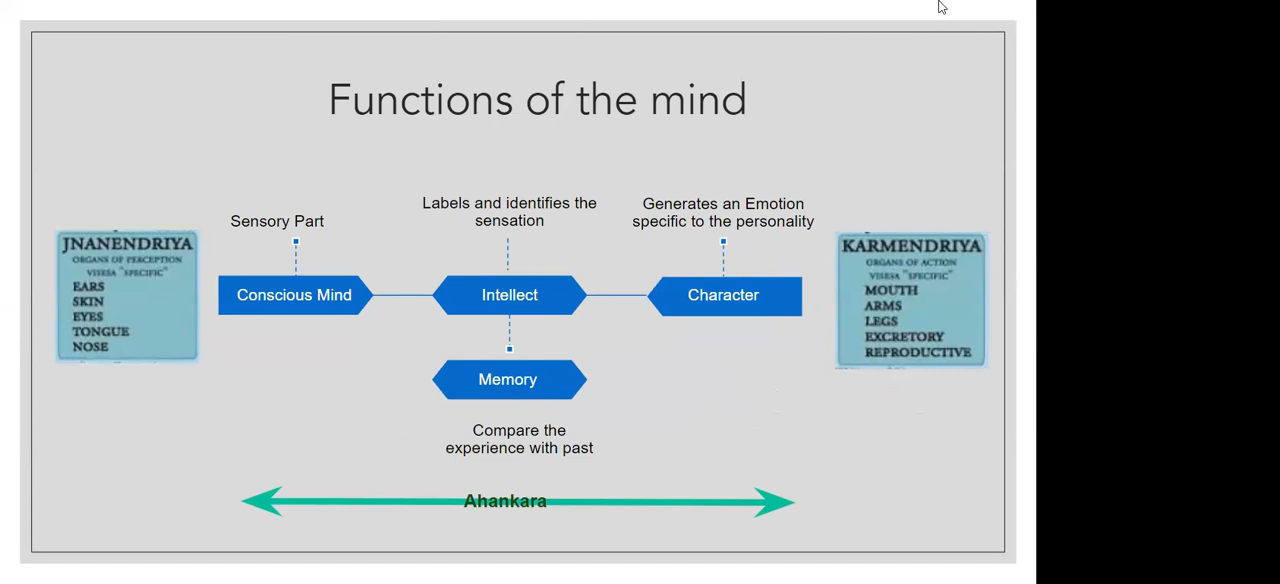 Functions of the mind
Labels and identifies the
sensation
Generates an Emotion
specific to the personality
Sensory Part
JNANENDRIYA
ORGANS OF PERCEPTION
VISESA "SPECIFIC"
EARS
SKIN
EYES
TONGUE
NOSE
Conscious Mind
Intellect
Character
KARMENDRIYA
ORGANS OF ACTION
VISESA "SPECIFIC"
MOUTH
ARMS
LEGS
EXCRETORY
REPRODUCTIVE
Memory
Compare the
experience with past
Ahankara